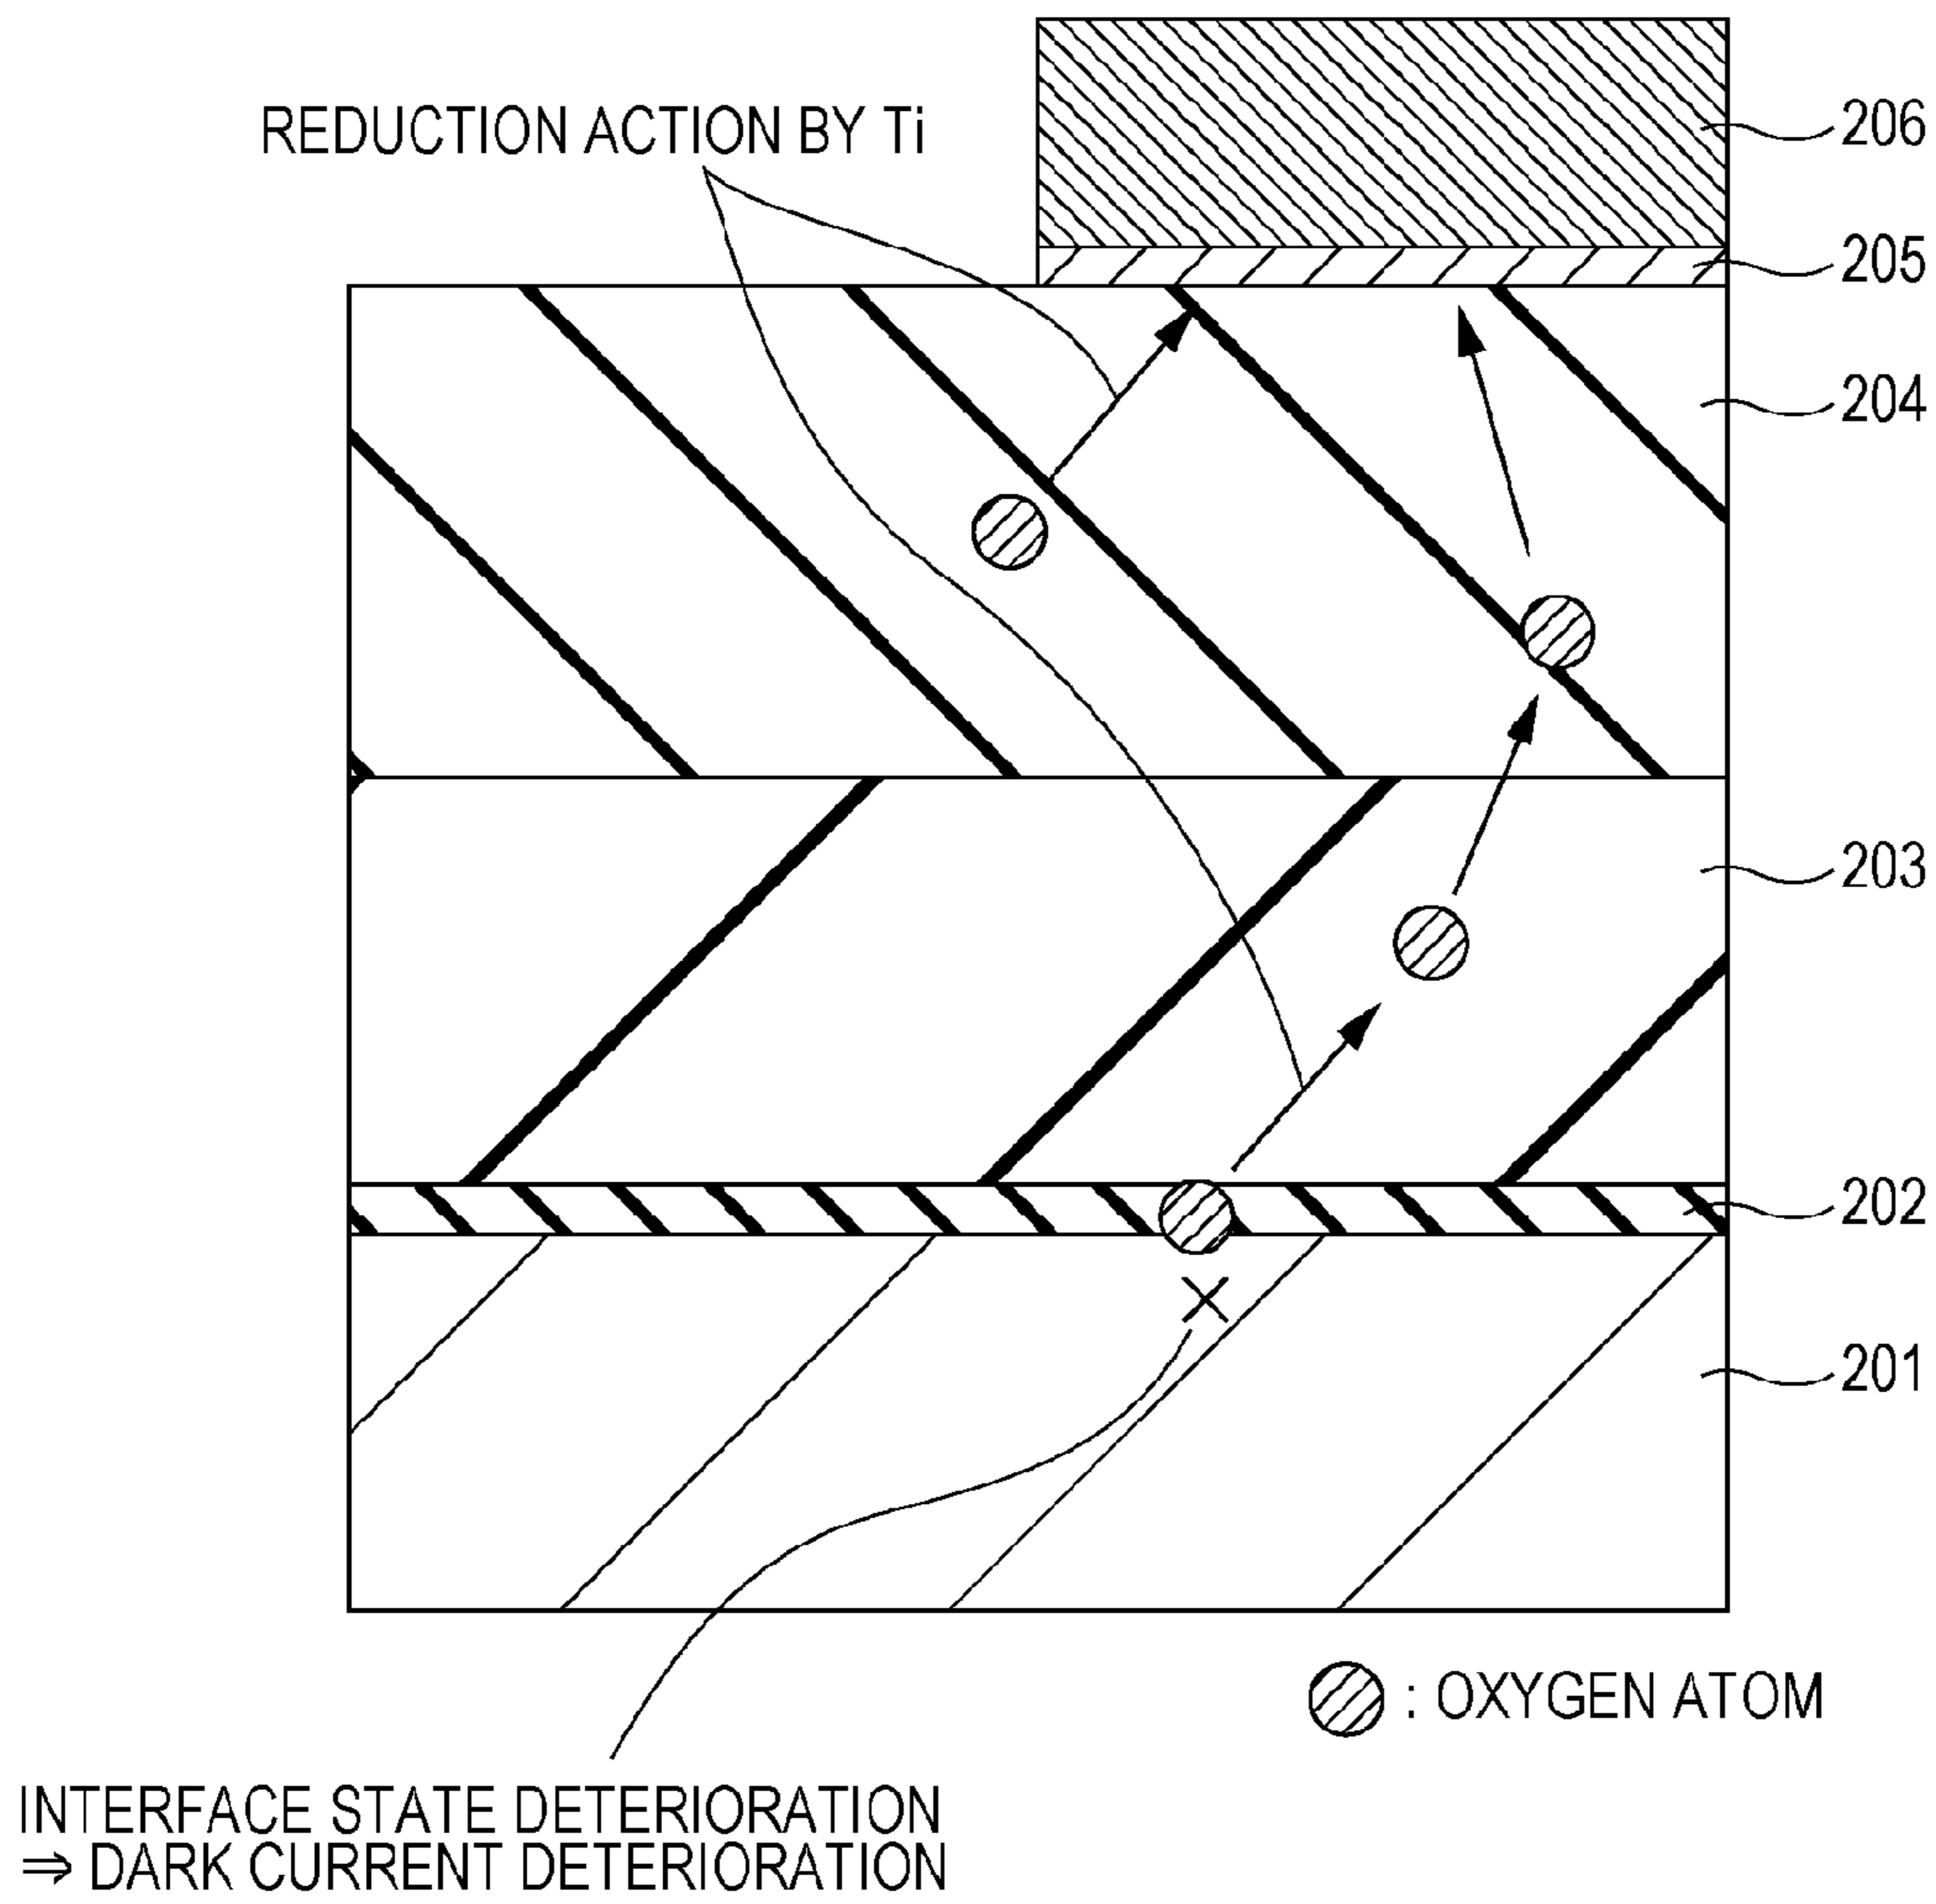 REDUCTION ACTION BY Ti
206
205
204
203
202
201
: OXYGEN ATOM
INTERFACE STATE DETERIORATION
⇒ DARK CURRENT DETERIORATION